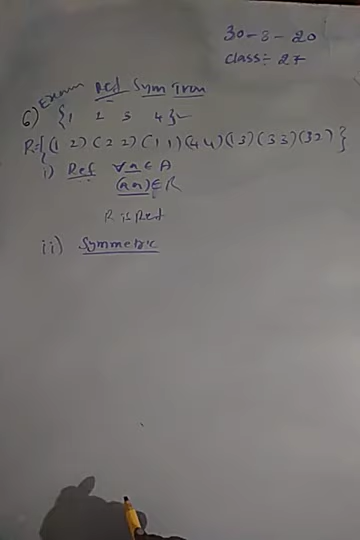 30-8-20
class:- 27
Examin Ref Sym Tran
6) {1 2 3 4}
R={(1 2)(2 2)(1 1)(4 4)(1 3)(3 3)(3 2)}
i) Ref ∀a∈A
(a a)∈R
R is Ref
ii) Symmetric